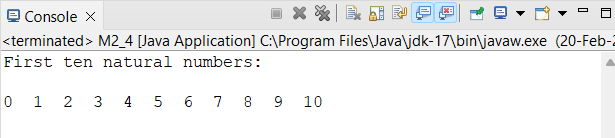 Console
<terminated> M2_4 [Java Application] C:\Program Files\Java\jdk-17\bin\javaw.exe (20-Feb-2
First ten natural numbers:
0 1 2 3 4 5 6 7 8 9 10